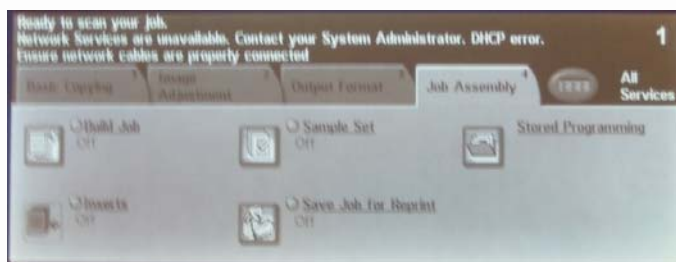 Ready to scan your job.
Network Services are unavailable. Contact your System Administrator. DHCP error.
Ensure network cables are properly connected
1
Basic Copying
Image Adjustment
Output Format
Job Assembly
All Services
Build Job
Off
Sample Set
Off
Stored Programming
Inserts
Off
Save Job for Reprint
Off